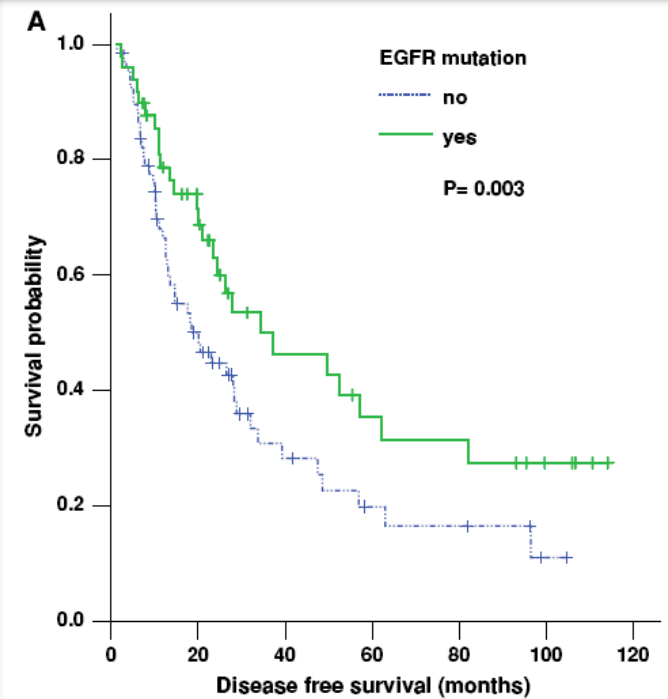 A
EGFR mutation
no
yes
P= 0.003
1.0
0.8
0.6
0.4
0.2
0.0
Survival probability
0 20 40 60 80 100 120
Disease free survival (months)